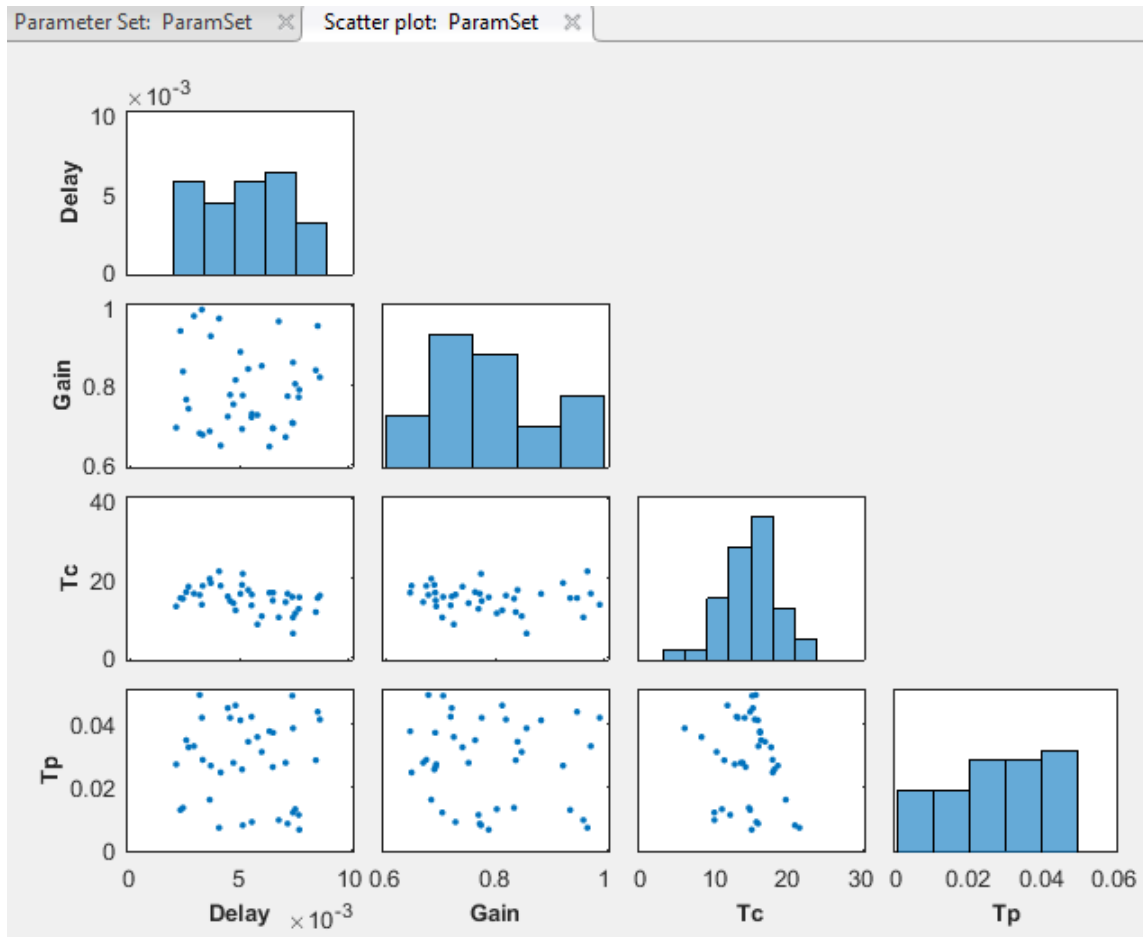 Parameter Set: ParamSet
Scatter plot: ParamSet
×10⁻³
10
5
0
Delay
1
0.8
0.6
Gain
40
20
0
Tc
0.04
0.02
0
Tp
0 5 10 0.6 0.8 1 0 10 20 30 0 0.02 0.04 0.06
Delay ×10⁻³ Gain Tc Tp